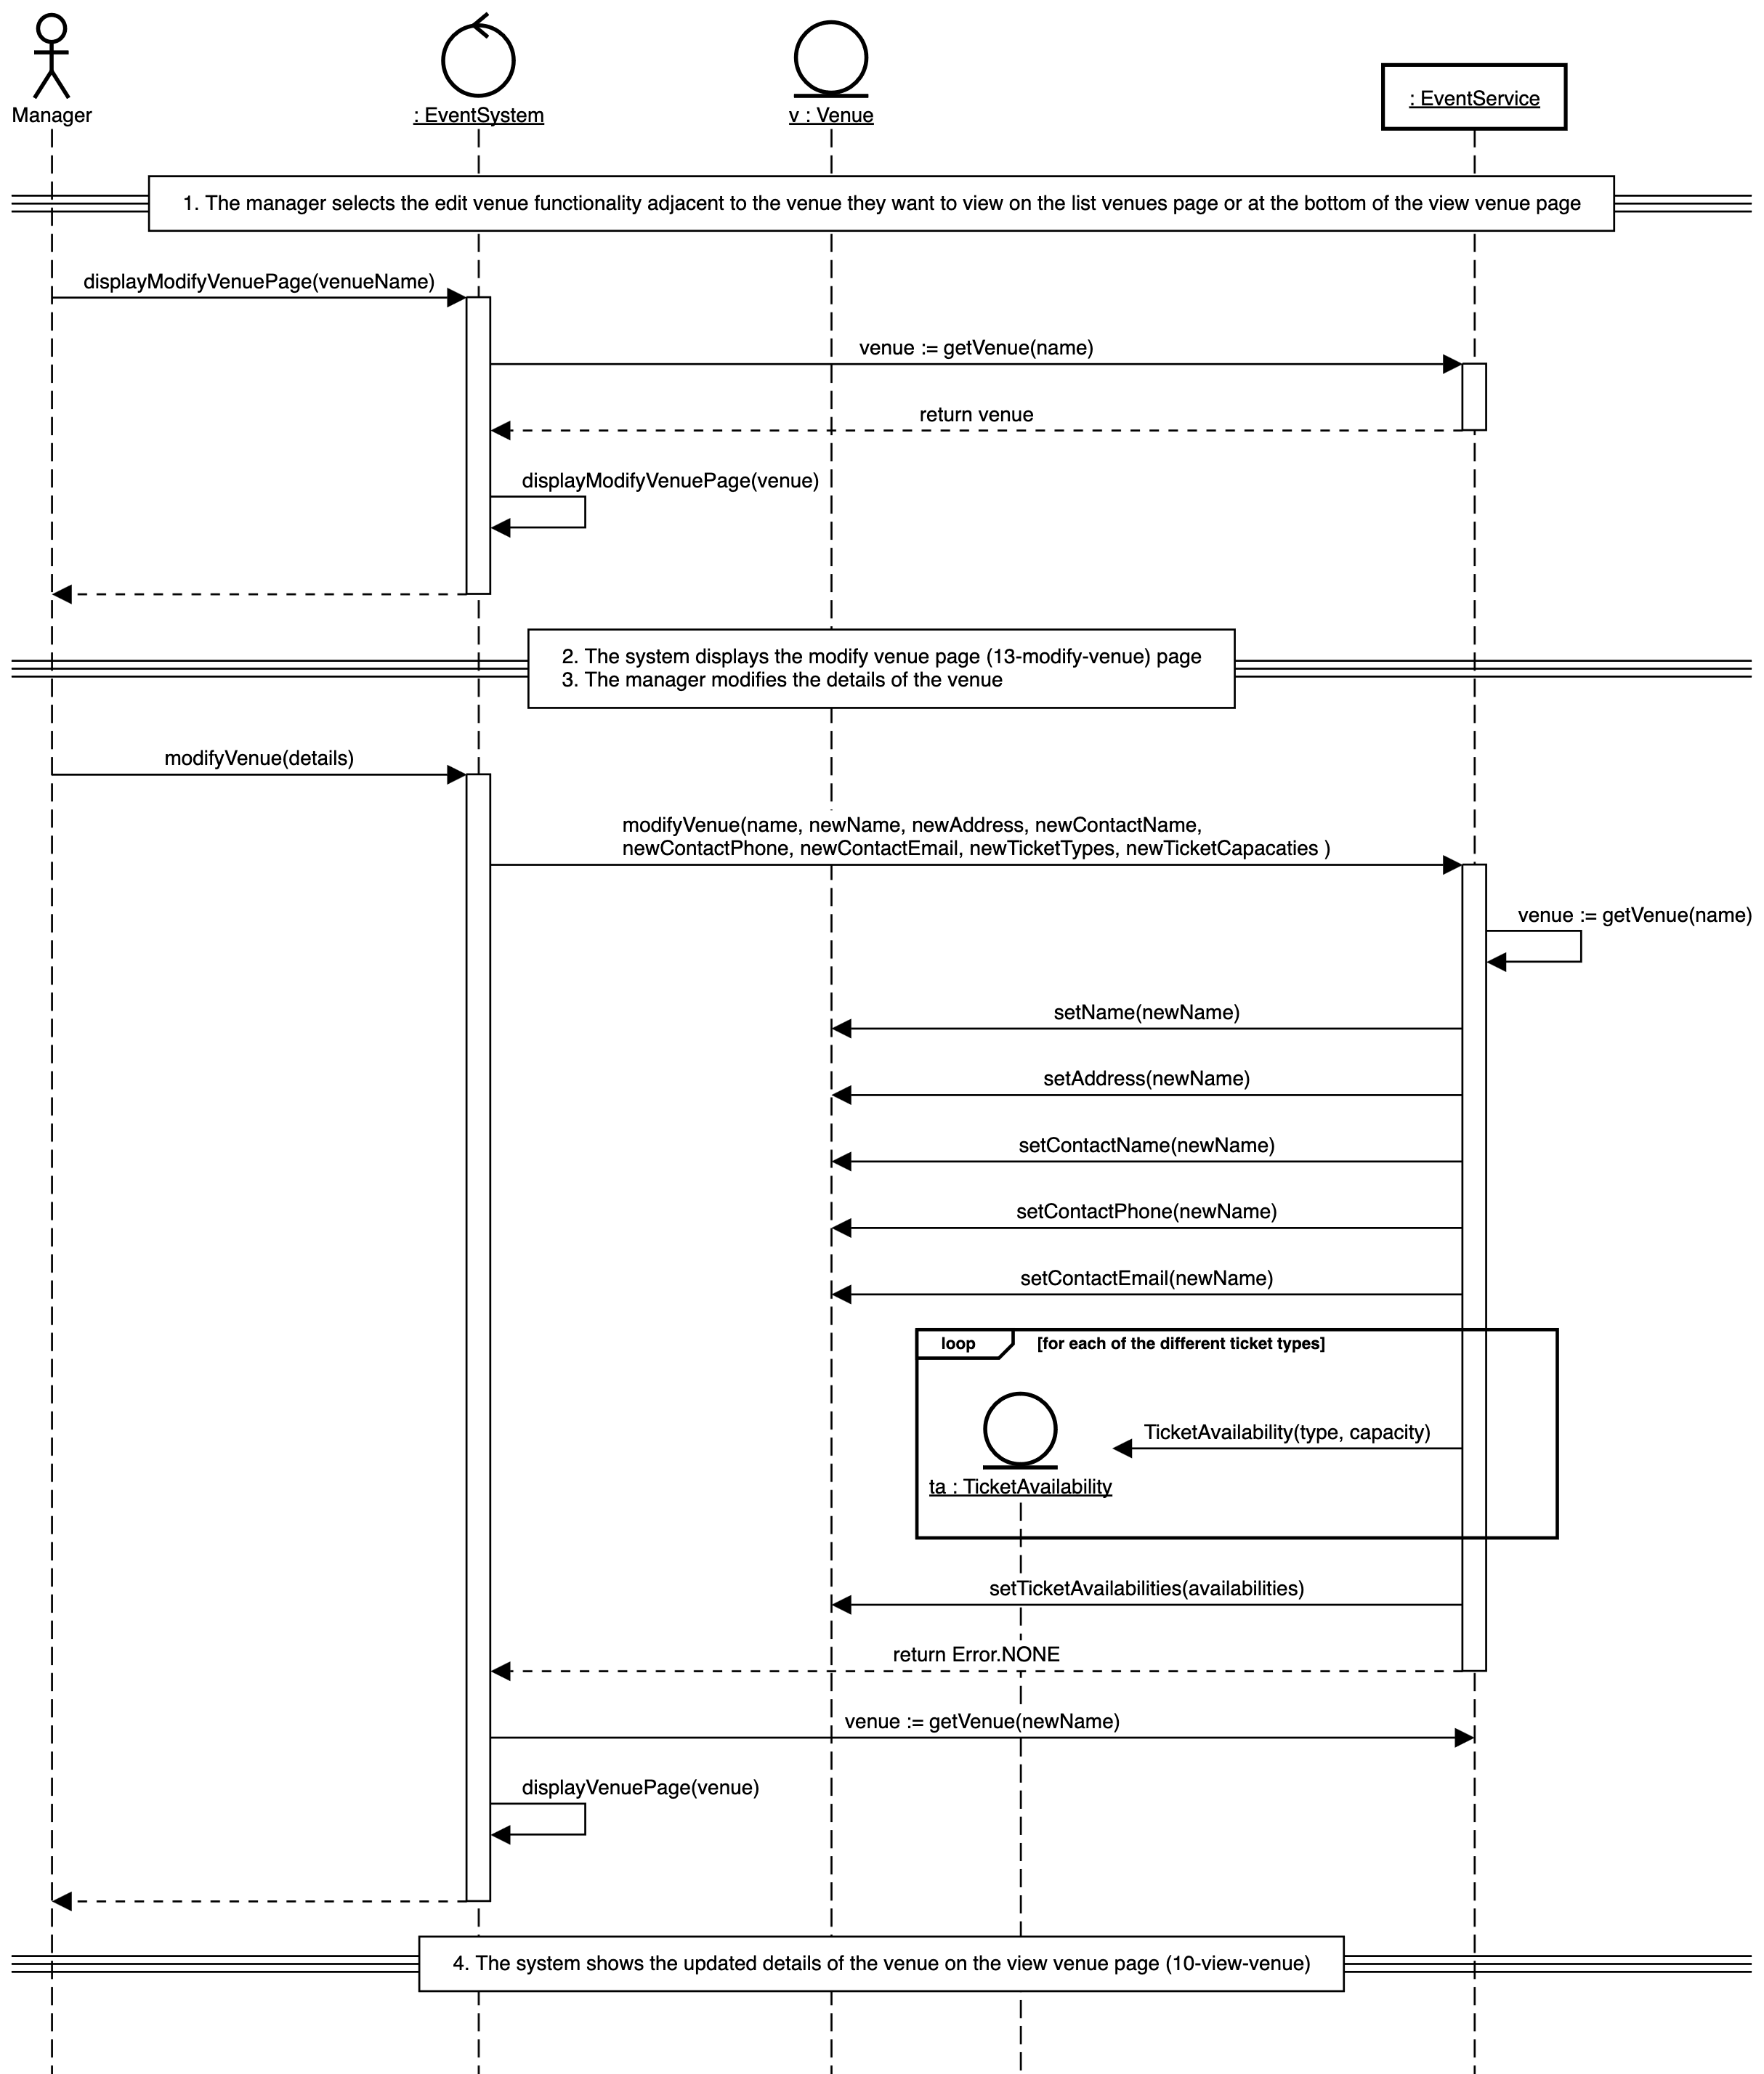 Manager
: EventSystem
v : Venue
: EventService
1. The manager selects the edit venue functionality adjacent to the venue they want to view on the list venues page or at the bottom of the view venue page
displayModifyVenuePage(venueName)
venue := getVenue(name)
return venue
displayModifyVenuePage(venue)
2. The system displays the modify venue page (13-modify-venue) page
3. The manager modifies the details of the venue
modifyVenue(details)
modifyVenue(name, newName, newAddress, newContactName,
newContactPhone, newContactEmail, newTicketTypes, newTicketCapacaties )
venue := getVenue(name)
setName(newName)
setAddress(newName)
setContactName(newName)
setContactPhone(newName)
setContactEmail(newName)
loop [for each of the different ticket types]
TicketAvailability(type, capacity)
ta : TicketAvailability
setTicketAvailabilities(availabilities)
return Error.NONE
venue := getVenue(newName)
displayVenuePage(venue)
4. The system shows the updated details of the venue on the view venue page (10-view-venue)